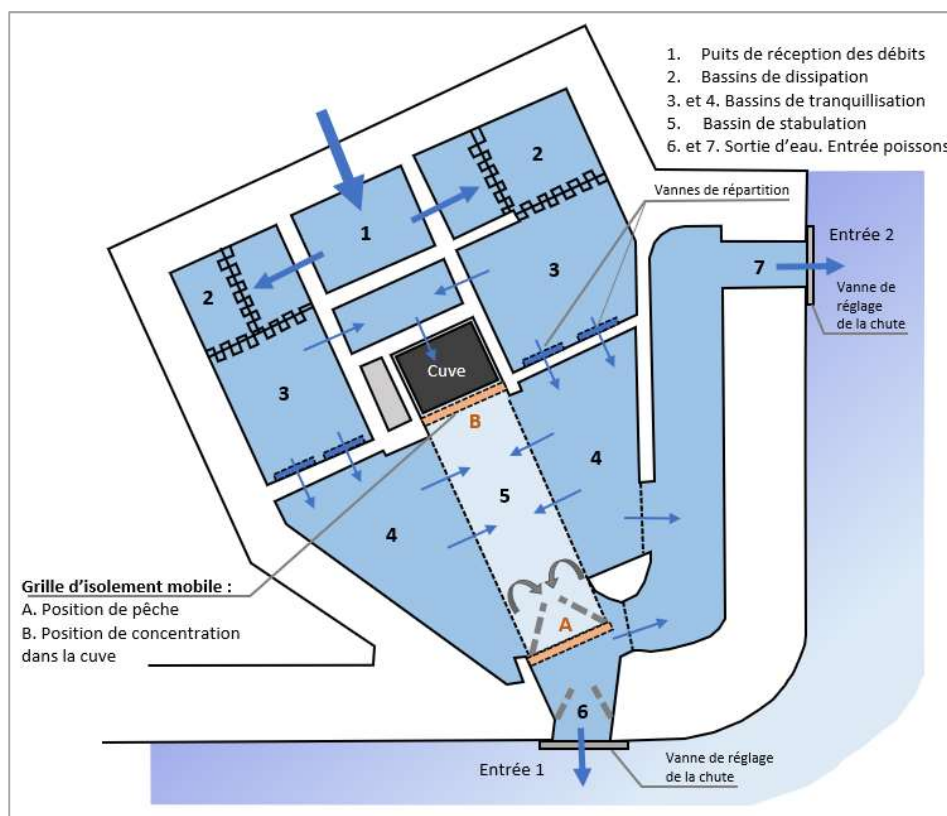 1. Puits de réception des débits
2. Bassins de dissipation
3. et 4. Bassins de tranquillisation
5. Bassin de stabulation
6. et 7. Sortie d'eau. Entrée poissons
2
Vannes de répartition
1
Entrée 2
2
3
7
Vanne de
réglage
de la chute
Cuve
3
B
4
5
4
Grille d'isolement mobile :
A. Position de pêche
B. Position de concentration
dans la cuve
A
6
Entrée 1
Vanne de réglage
de la chute